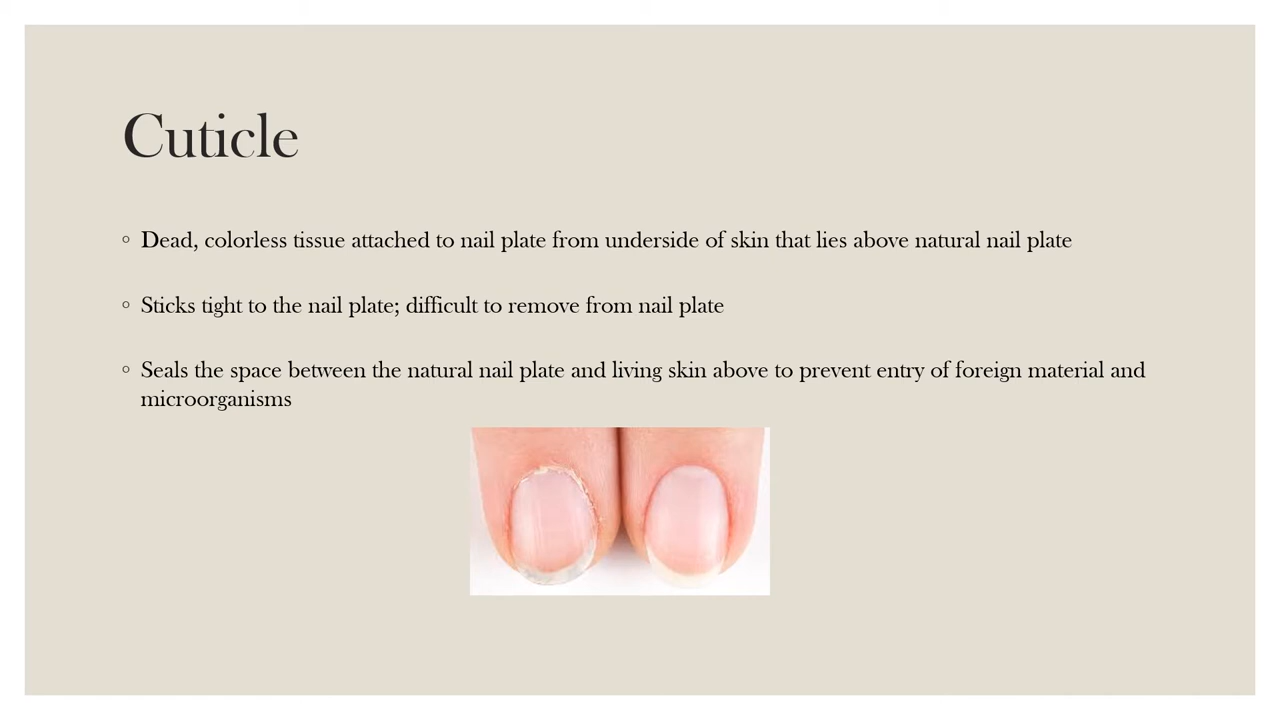 Cuticle
◦ Dead, colorless tissue attached to nail plate from underside of skin that lies above natural nail plate
◦ Sticks tight to the nail plate; difficult to remove from nail plate
◦ Seals the space between the natural nail plate and living skin above to prevent entry of foreign material and
microorganisms